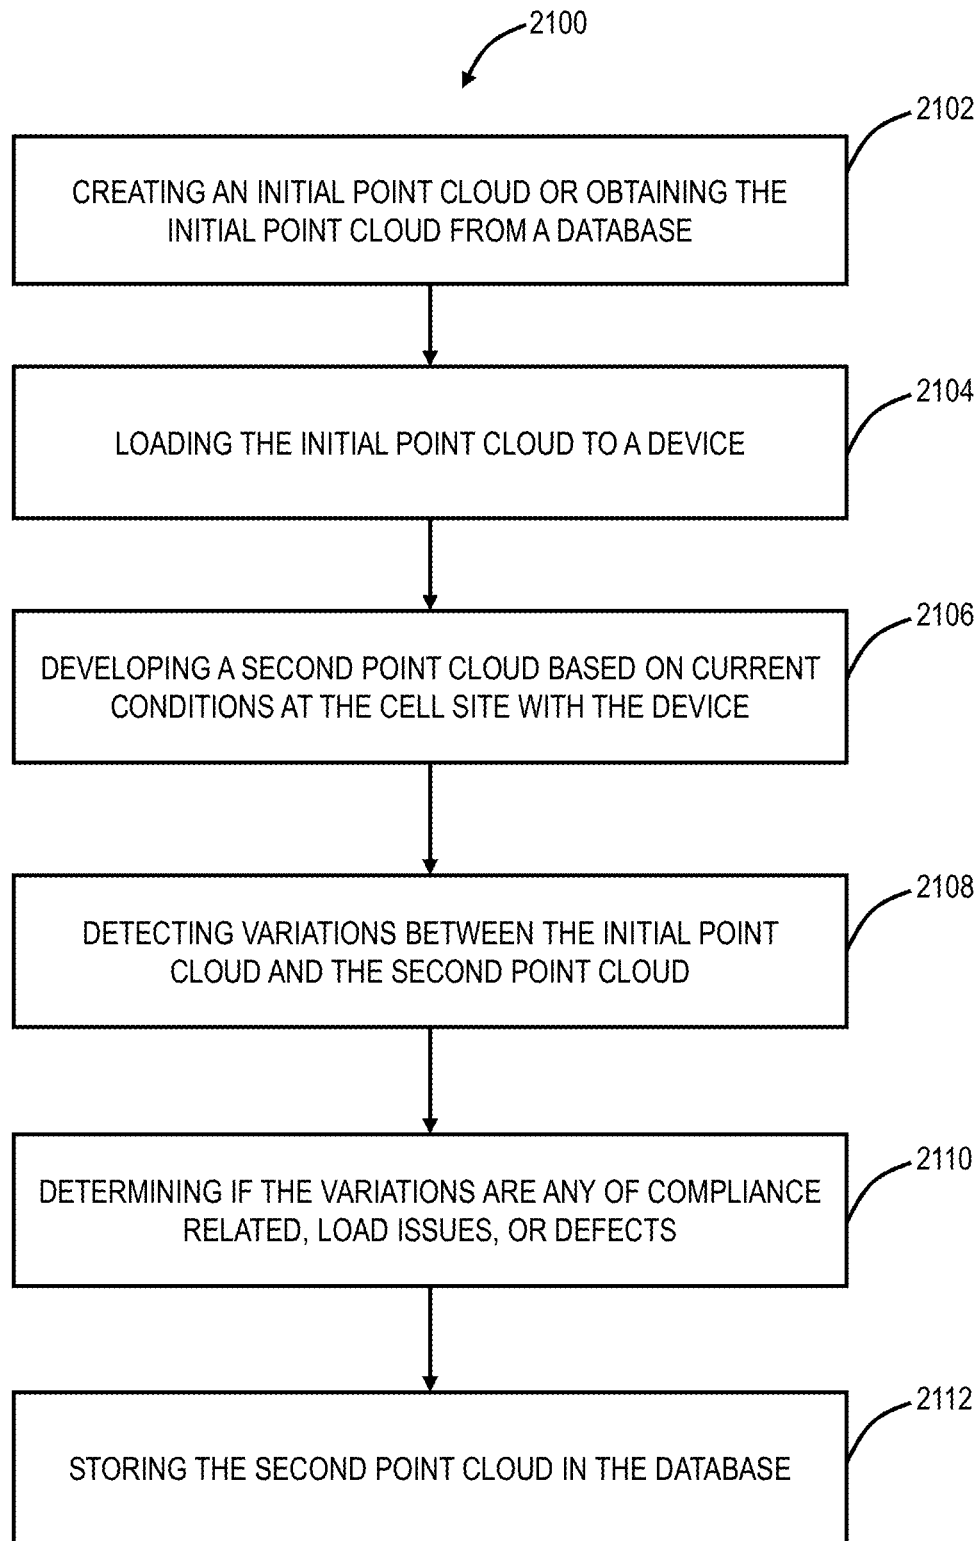 2100
2102
CREATING AN INITIAL POINT CLOUD OR OBTAINING THE
INITIAL POINT CLOUD FROM A DATABASE
2104
LOADING THE INITIAL POINT CLOUD TO A DEVICE
2106
DEVELOPING A SECOND POINT CLOUD BASED ON CURRENT
CONDITIONS AT THE CELL SITE WITH THE DEVICE
2108
DETECTING VARIATIONS BETWEEN THE INITIAL POINT
CLOUD AND THE SECOND POINT CLOUD
2110
DETERMINING IF THE VARIATIONS ARE ANY OF COMPLIANCE
RELATED, LOAD ISSUES, OR DEFECTS
2112
STORING THE SECOND POINT CLOUD IN THE DATABASE